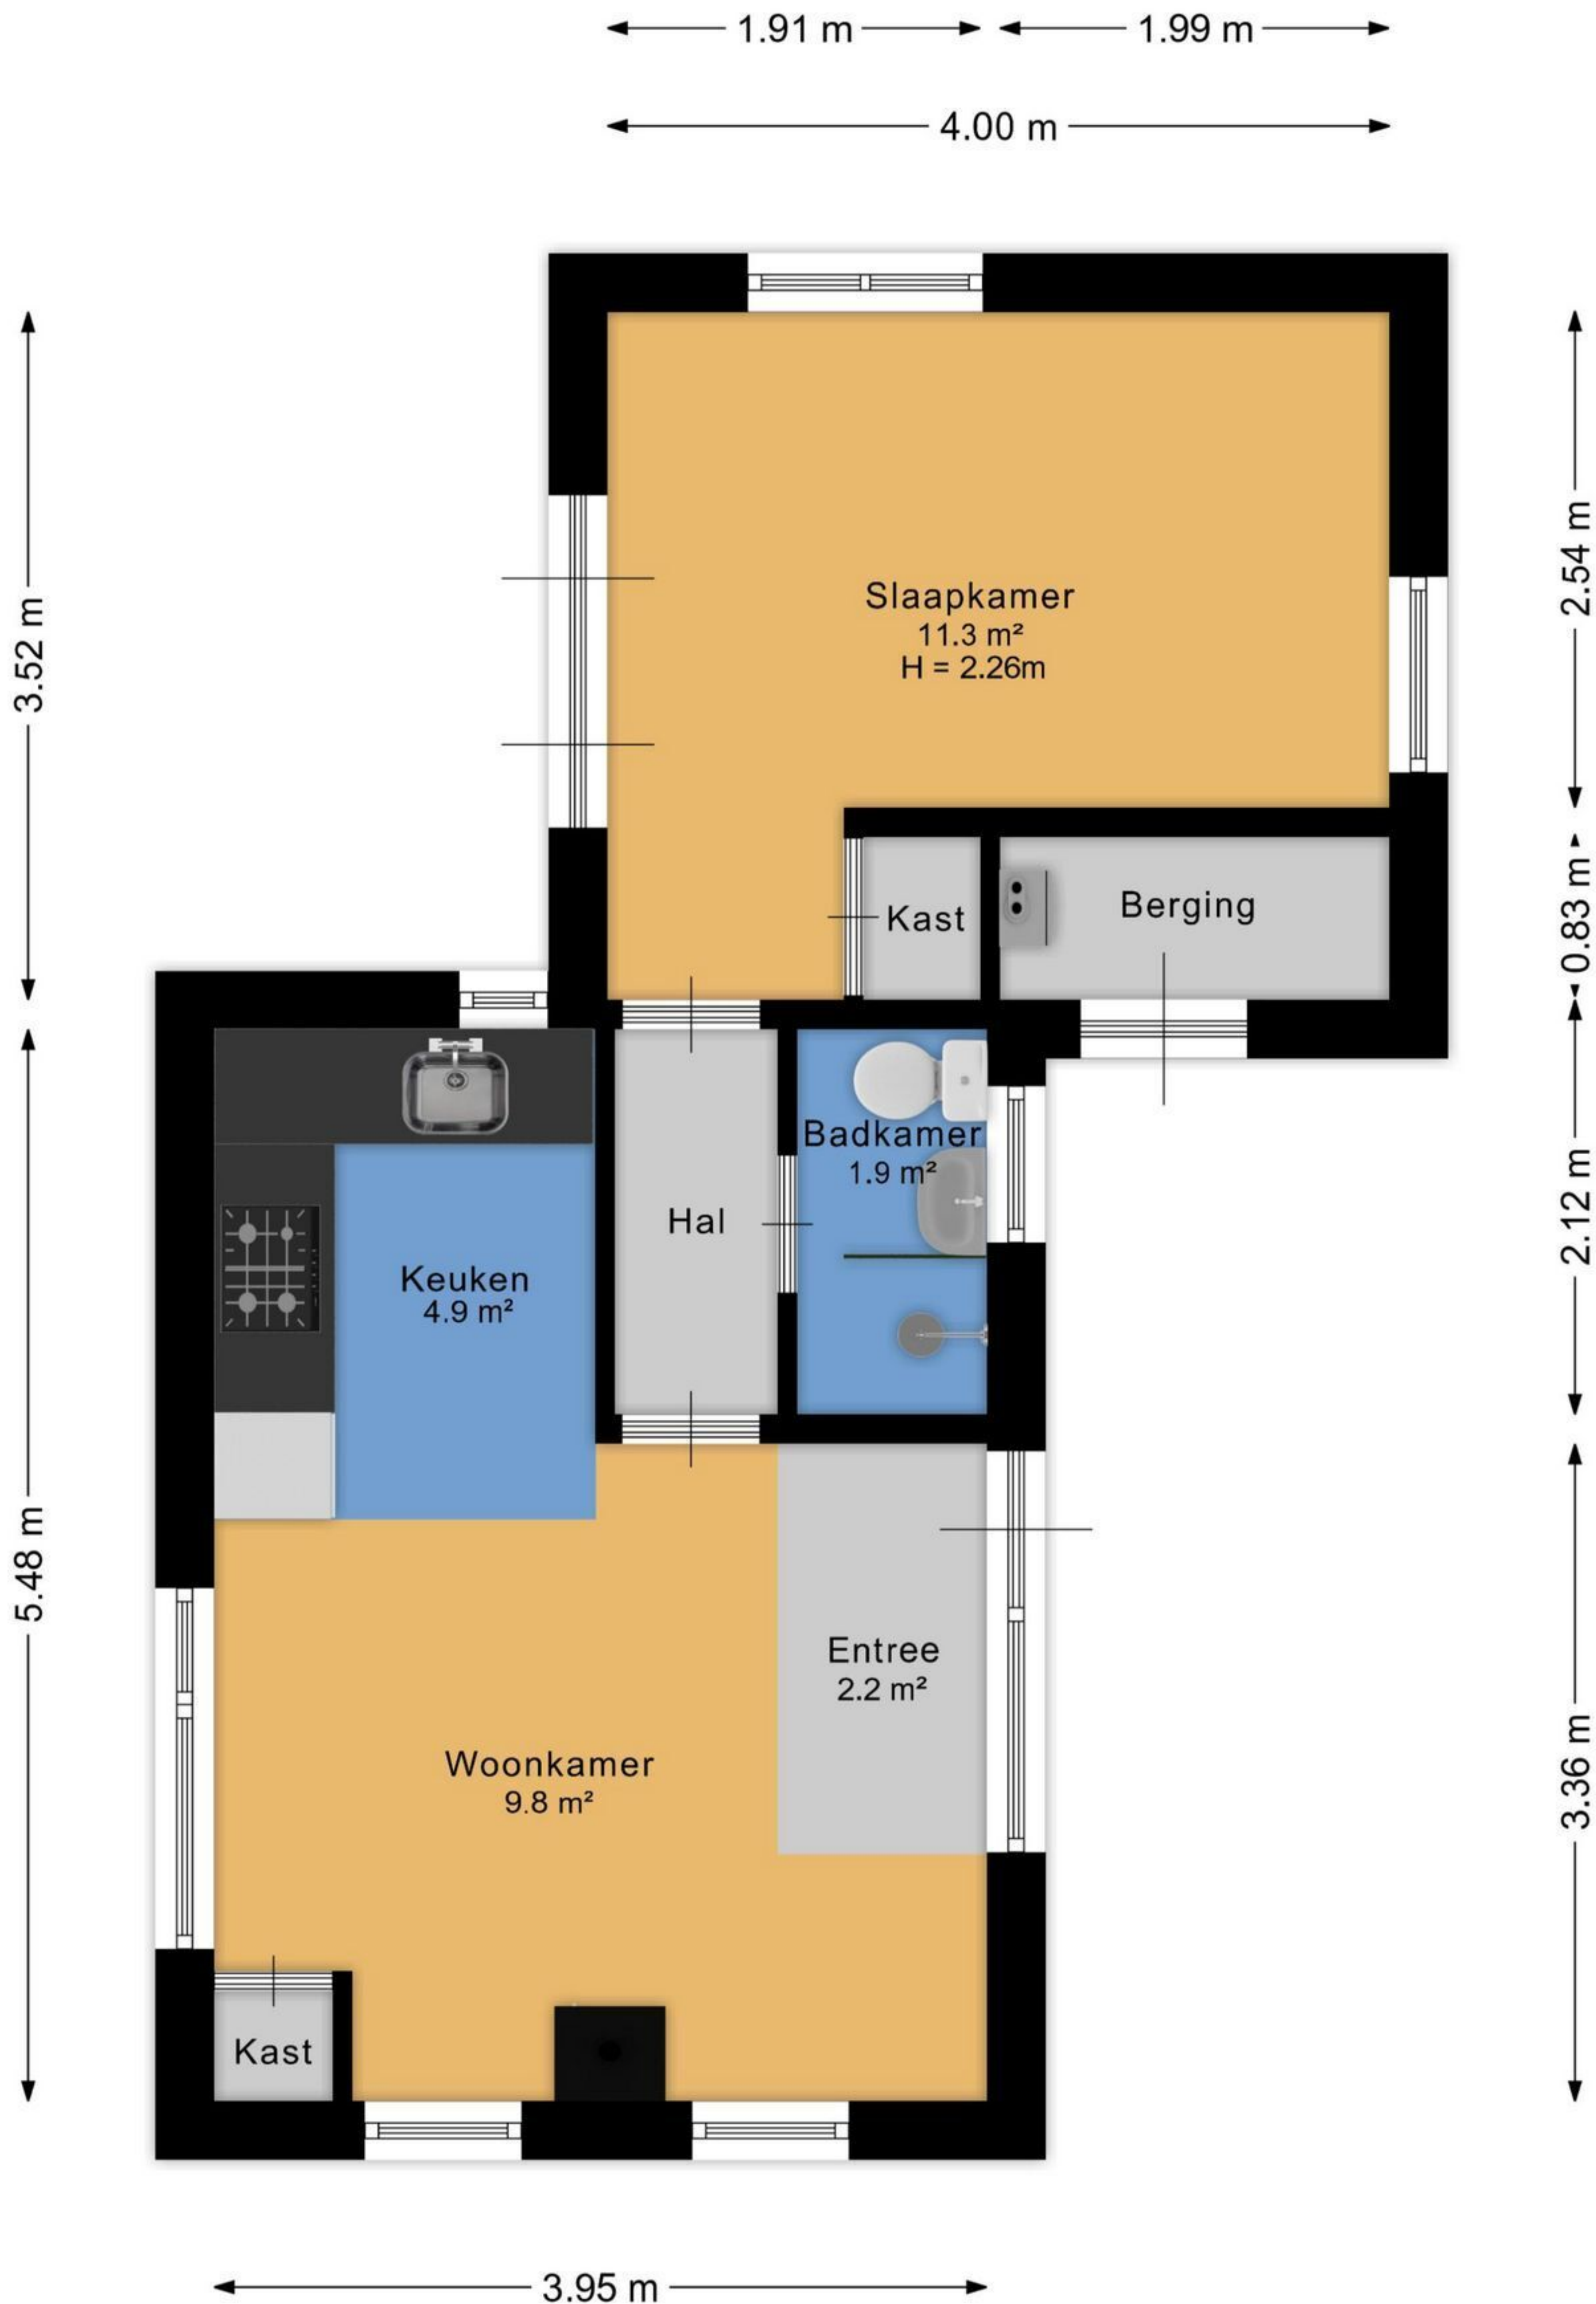 1.91 m
1.99 m
4.00 m
3.52 m
2.54 m
Slaapkamer
11.3 m²
H = 2.26m
0.83 m
Kast
Berging
Badkamer
1.9 m²
2.12 m
Hal
Keuken
4.9 m²
5.48 m
Entree
2.2 m²
Woonkamer
9.8 m²
3.36 m
Kast
3.95 m